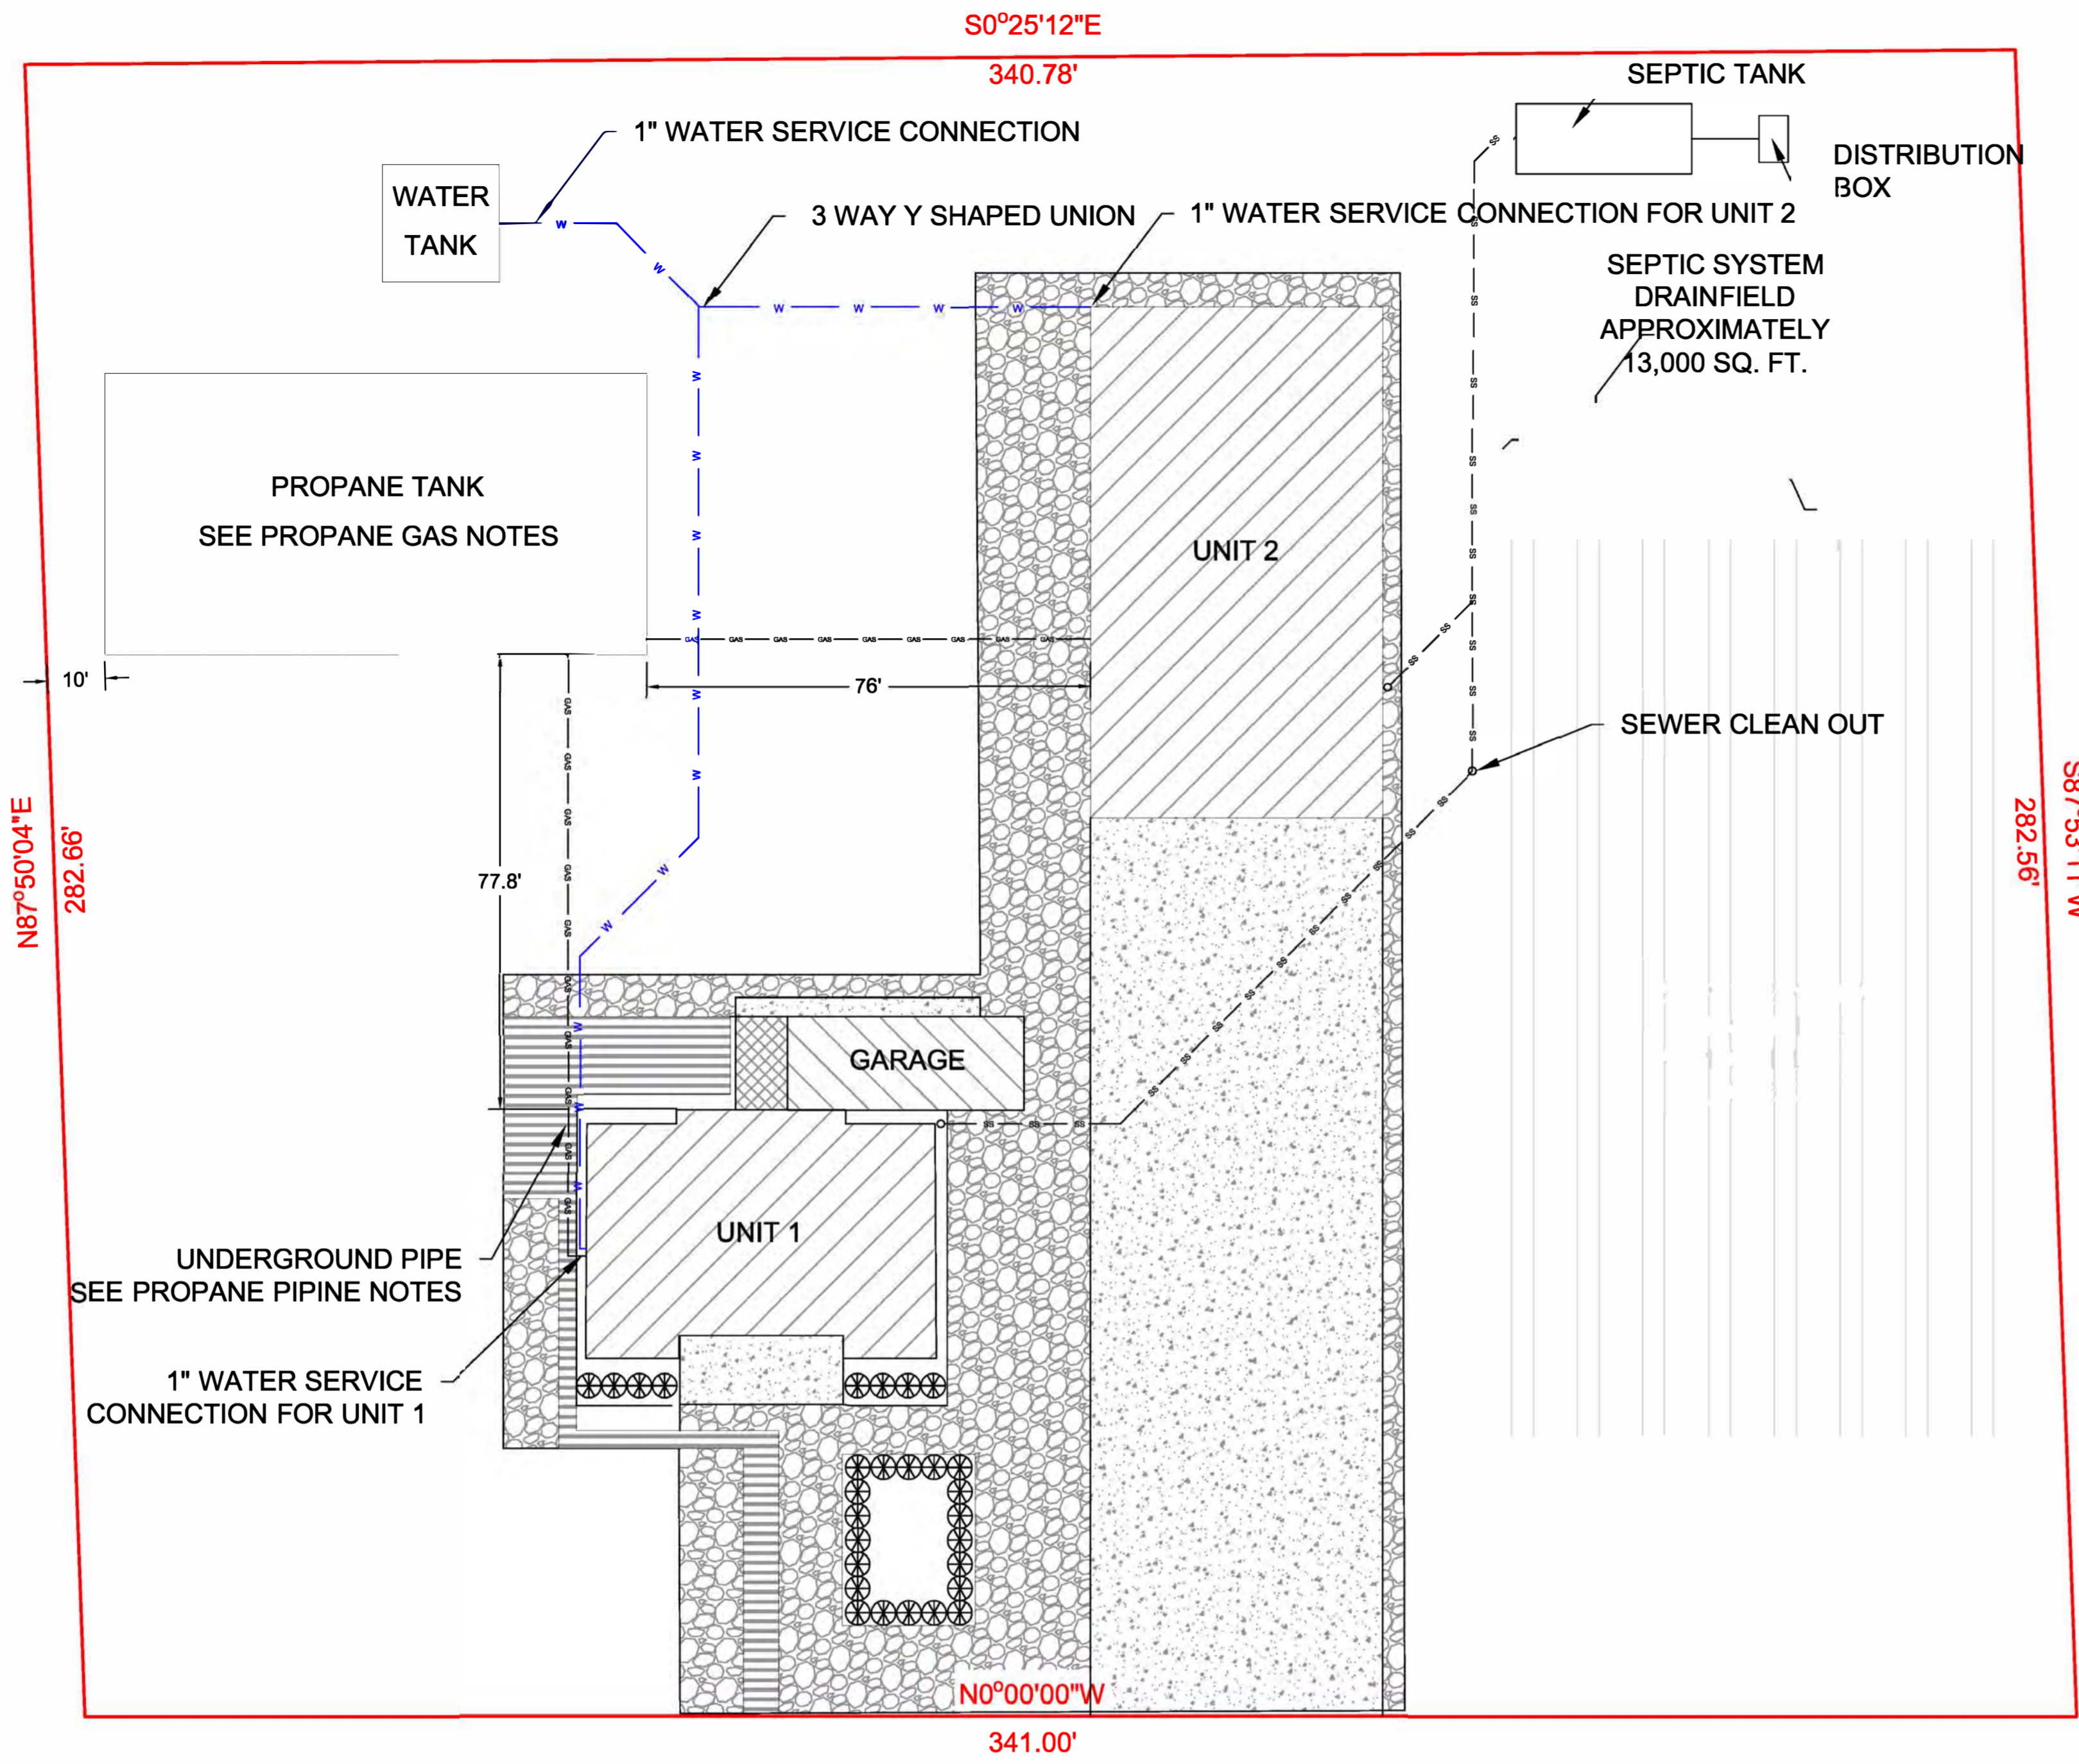 S0°25'12"E
340.78'
SEPTIC TANK
1" WATER SERVICE CONNECTION
DISTRIBUTION
BOX
WATER
TANK
3 WAY Y SHAPED UNION
1" WATER SERVICE CONNECTION FOR UNIT 2
SEPTIC SYSTEM
DRAINFIELD
APPROXIMATELY
13,000 SQ. FT.
PROPANE TANK
SEE PROPANE GAS NOTES
UNIT 2
10'
76'
SEWER CLEAN OUT
N87°50'04"E
282.66'
77.8'
282.56'
GARAGE
UNIT 1
UNDERGROUND PIPE
SEE PROPANE PIPINE NOTES
1" WATER SERVICE
CONNECTION FOR UNIT 1
N0°00'00"W
341.00'